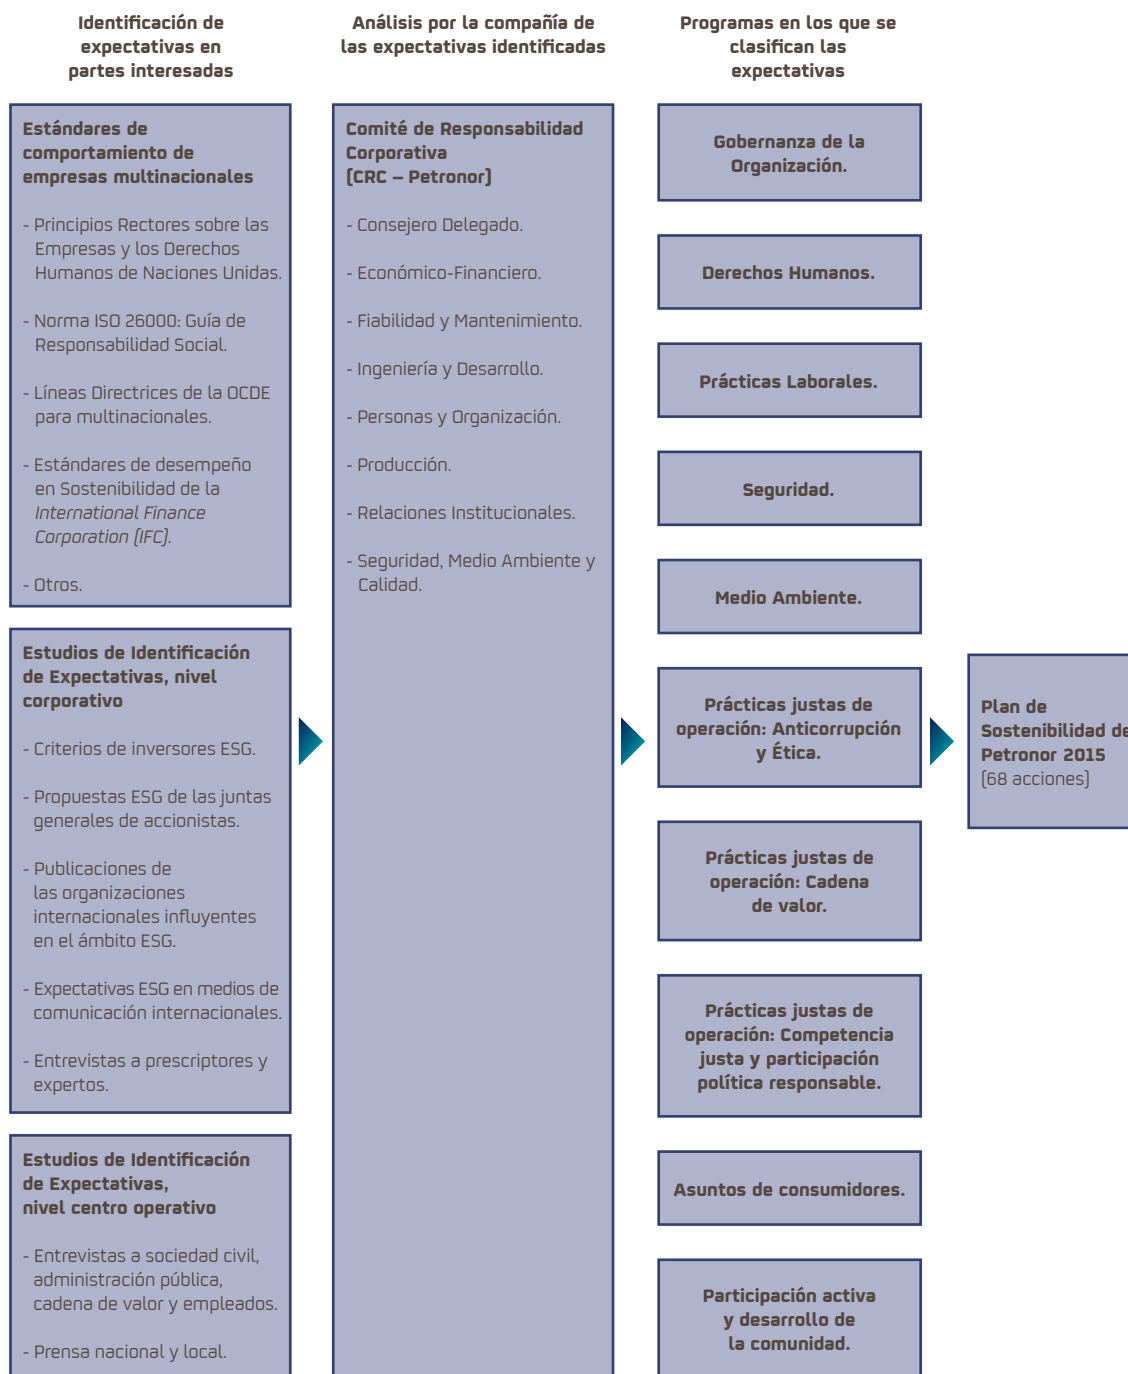 Identificación de
expectativas en
partes interesadas
Análisis por la compañía de
las expectativas identificadas
Programas en los que se
clasifican las
expectativas
Estándares de
comportamiento de
empresas multinacionales
- Principios Rectores sobre las
Empresas y los Derechos
Humanos de Naciones Unidas.
- Norma ISO 26000: Guía de
Responsabilidad Social.
- Líneas Directrices de la OCDE
para multinacionales.
- Estándares de desempeño
en Sostenibilidad de la
International Finance
Corporation (IFC).
- Otros.
Estudios de Identificación
de Expectativas, nivel
corporativo
- Criterios de inversores ESG.
- Propuestas ESG de las juntas
generales de accionistas.
- Publicaciones de
las organizaciones
internacionales influyentes
en el ámbito ESG.
- Expectativas ESG en medios de
comunicación internacionales.
- Entrevistas a prescriptores y
expertos.
Estudios de Identificación
de Expectativas,
nivel centro operativo
- Entrevistas a sociedad civil,
administración pública,
cadena de valor y empleados.
- Prensa nacional y local.
Comité de Responsabilidad
Corporativa
(CRC – Petronor)
- Consejero Delegado.
- Económico-Financiero.
- Fiabilidad y Mantenimiento.
- Ingeniería y Desarrollo.
- Personas y Organización.
- Producción.
- Relaciones Institucionales.
- Seguridad, Medio Ambiente y
Calidad.
Gobernanza de la
Organización.
Derechos Humanos.
Prácticas Laborales.
Seguridad.
Medio Ambiente.
Prácticas justas de
operación: Anticorrupción
y Ética.
Prácticas justas de
operación: Cadena
de valor.
Prácticas justas de
operación: Competencia
justa y participación
política responsable.
Asuntos de consumidores.
Participación activa
y desarrollo de
la comunidad.
Plan de
Sostenibilidad de
Petronor 2015
(68 acciones)